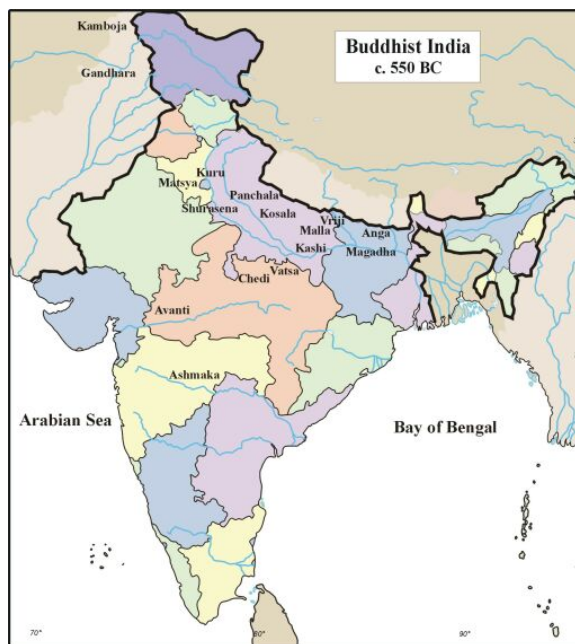 Buddhist India
c. 550 BC
Kamboja
Gandhara
Kuru
Matsya
Panchala
Shurasena
Kosala
Vriji
Malla
Anga
Kashi
Magadha
Vatsa
Chedi
Avanti
Ashmaka
Arabian Sea
Bay of Bengal
70°
80
90°